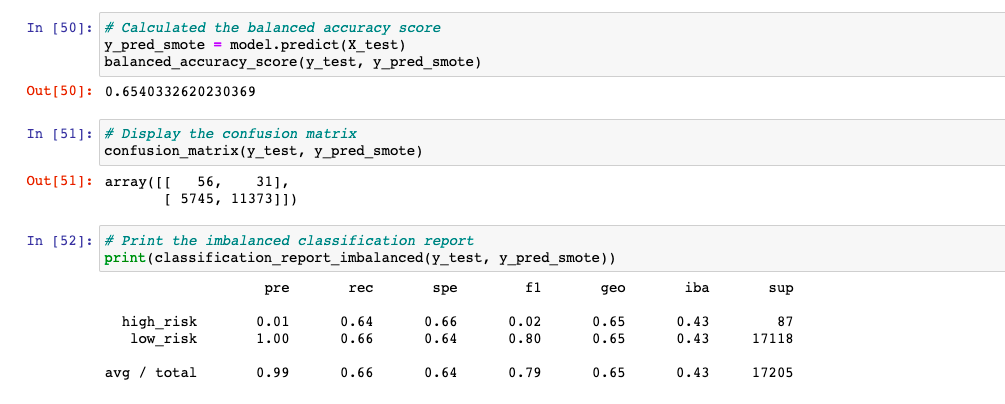 In [50]: # Calculated the balanced accuracy score
y_pred_smote = model.predict(X_test)
balanced_accuracy_score(y_test, y_pred_smote)
Out[50]: 0.6540332620230369
In [51]: # Display the confusion matrix
confusion_matrix(y_test, y_pred_smote)
Out[51]: array([[   56,    31],
       [ 5745, 11373]])
In [52]: # Print the imbalanced classification report
print(classification_report_imbalanced(y_test, y_pred_smote))
pre rec spe f1 geo iba sup
high_risk 0.01 0.64 0.66 0.02 0.65 0.43 87
low_risk 1.00 0.66 0.64 0.80 0.65 0.43 17118
avg / total 0.99 0.66 0.64 0.79 0.65 0.43 17205